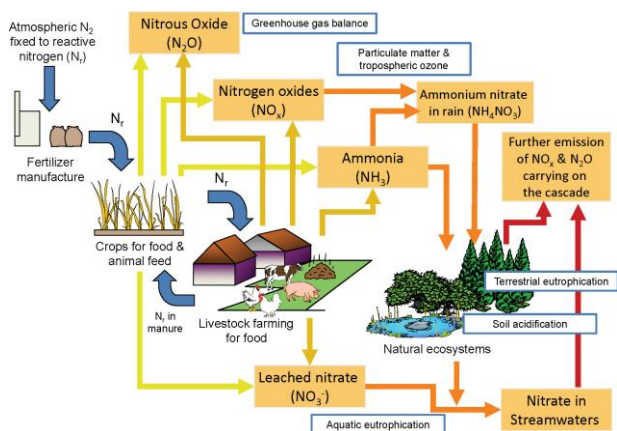 Atmospheric N₂
fixed to reactive
nitrogen (Nᵣ)
Nitrous Oxide
(N₂O)
Greenhouse gas balance
Particulate matter &
tropospheric ozone
Nitrogen oxides
(NOₓ)
Ammonium nitrate
in rain (NH₄NO₃)
Nᵣ
Fertilizer
manufacture
Ammonia
(NH₃)
Further emission
of NOₓ & N₂O
carrying on
the cascade
Nᵣ
Crops for food &
animal feed
Nᵣ in
manure
Livestock farming
for food
Terrestrial eutrophication
Soil acidification
Natural ecosystems
Leached nitrate
(NO₃⁻)
Aquatic eutrophication
Nitrate in
Streamwaters